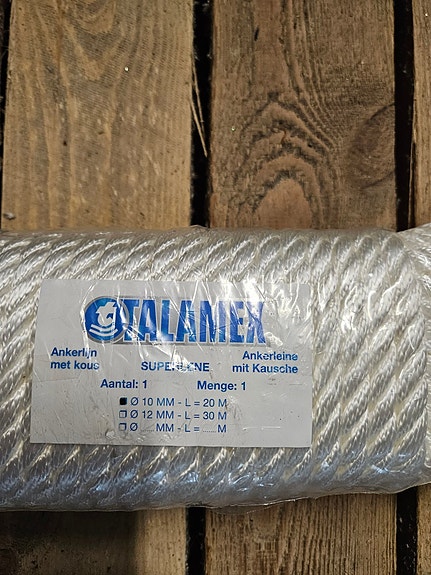 TALAMEX
Ankerlijn Ankerleine
met kous SUPERLENE mit Kausche
Aantal: 1 Menge: 1
Ø 10 MM - L = 20 M
Ø 12 MM - L = 30 M
Ø ...... MM - L = ....... M